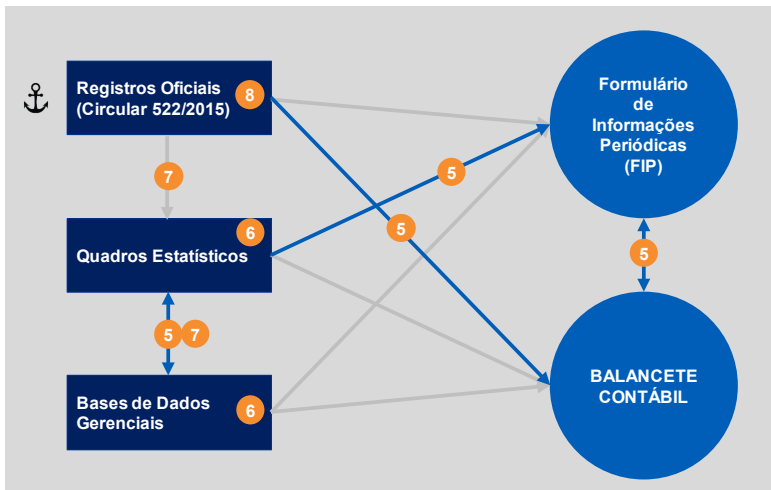 Registros Oficiais
(Circular 522/2015)
8
7
Quadros Estatísticos
6
5
7
Bases de Dados
Gerenciais
6
5
5
Formulário
de
Informações
Periódicas
(FIP)
5
BALANCETE
CONTÁBIL